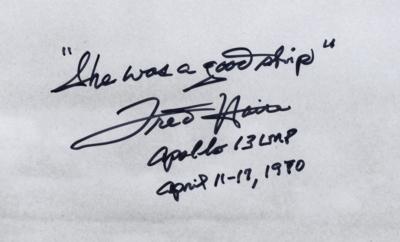 "She was a good ship"
Fred Haise
Apollo 13 LMP
April 11-17, 1970